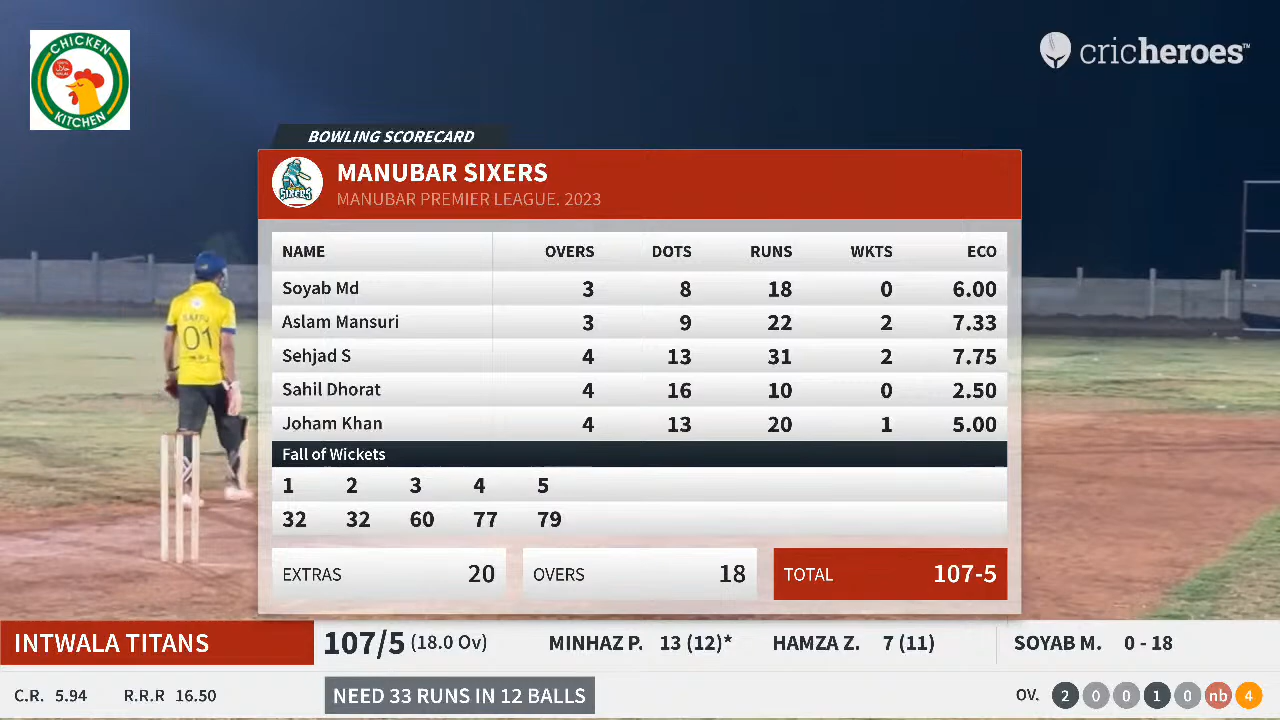 CHICKEN
100%
HALAL
KITCHEN
cricheroes™
BOWLING SCORECARD
SIXERS
MANUBAR SIXERS
MANUBAR PREMIER LEAGUE. 2023
NAME OVERS DOTS RUNS WKTS ECO
Soyab Md 3 8 18 0 6.00
Aslam Mansuri 3 9 22 2 7.33
Sehjad S 4 13 31 2 7.75
Sahil Dhorat 4 16 10 0 2.50
Joham Khan 4 13 20 1 5.00
Fall of Wickets
1 2 3 4 5
32 32 60 77 79
EXTRAS 20 OVERS 18 TOTAL 107-5
01
INTWALA TITANS 107/5 (18.0 Ov) MINHAZ P. 13 (12)* HAMZA Z. 7 (11) SOYAB M. 0 - 18
C.R. 5.94 R.R.R 16.50 NEED 33 RUNS IN 12 BALLS OV. 2 0 0 1 0 nb 4